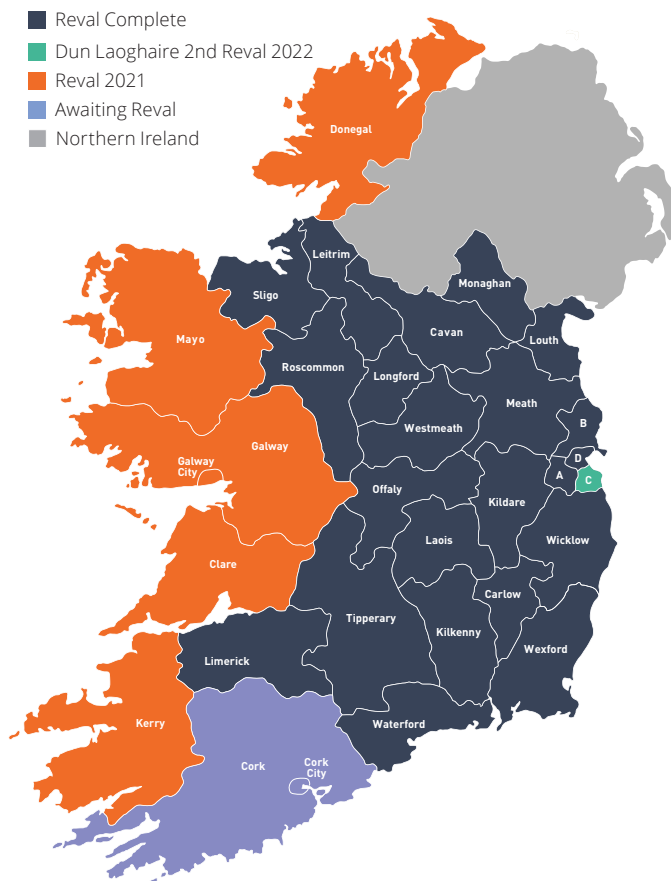 Reval Complete
Dun Laoghaire 2nd Reval 2022
Reval 2021
Awaiting Reval
Northern Ireland
Donegal
Leitrim
Monaghan
Sligo
Cavan
Louth
Mayo
Roscommon
Longford
Meath
B
Westmeath
Galway
D
Galway
City
A
C
Offaly
Kildare
Laois
Wicklow
Clare
Carlow
Tipperary
Kilkenny
Wexford
Limerick
Kerry
Waterford
Cork
Cork
City